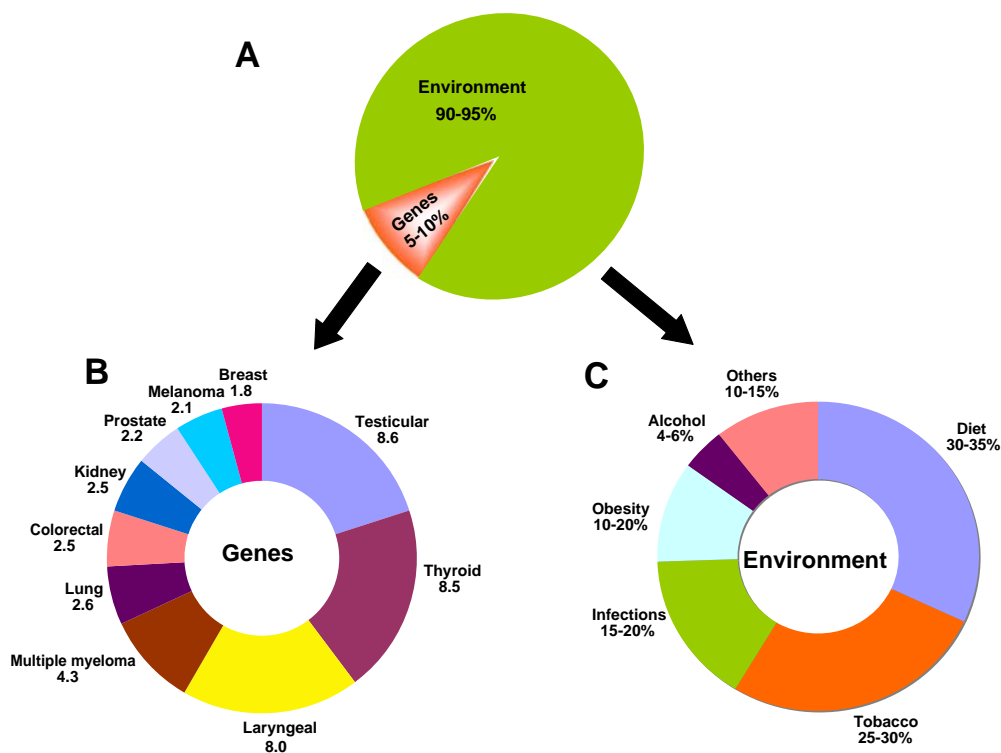 A
Environment
90-95%
Genes
5-10%
B
Breast
1.8
Melanoma
2.1
Prostate
2.2
Kidney
2.5
Colorectal
2.5
Lung
2.6
Multiple myeloma
4.3
Laryngeal
8.0
Thyroid
8.5
Testicular
8.6
Genes
C
Others
10-15%
Alcohol
4-6%
Obesity
10-20%
Infections
15-20%
Tobacco
25-30%
Diet
30-35%
Environment